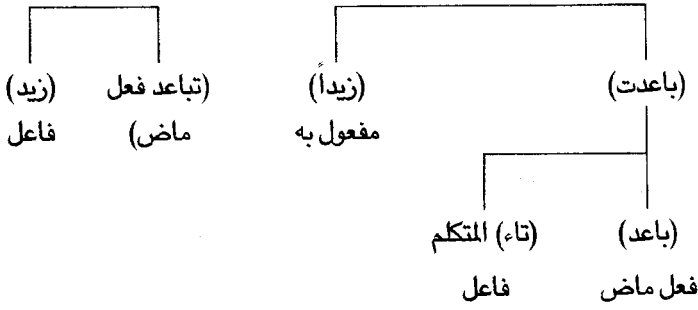 (باعدت) (زيداً) (تباعد فعل (زيد)
مفعول به ماض) فاعل
(باعد) (تاء) المتكلم
فعل ماض فاعل